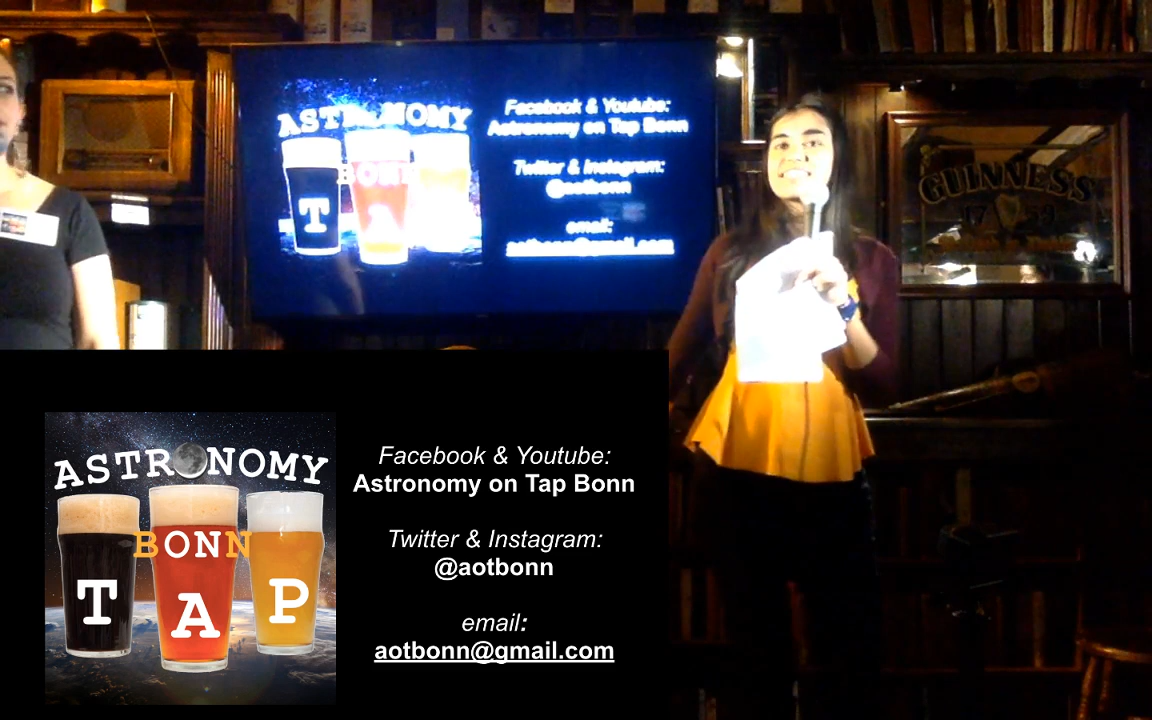 ASTRONOMY
BONN
T
A
Facebook & Youtube:
Astronomy on Tap Bonn
Twitter & Instagram:
@aotbonn
email:
aotbonn@gmail.com
GUINNESS
ASTRONOMY
BONN
T
A
P
Facebook & Youtube:
Astronomy on Tap Bonn
Twitter & Instagram:
@aotbonn
email:
aotbonn@gmail.com